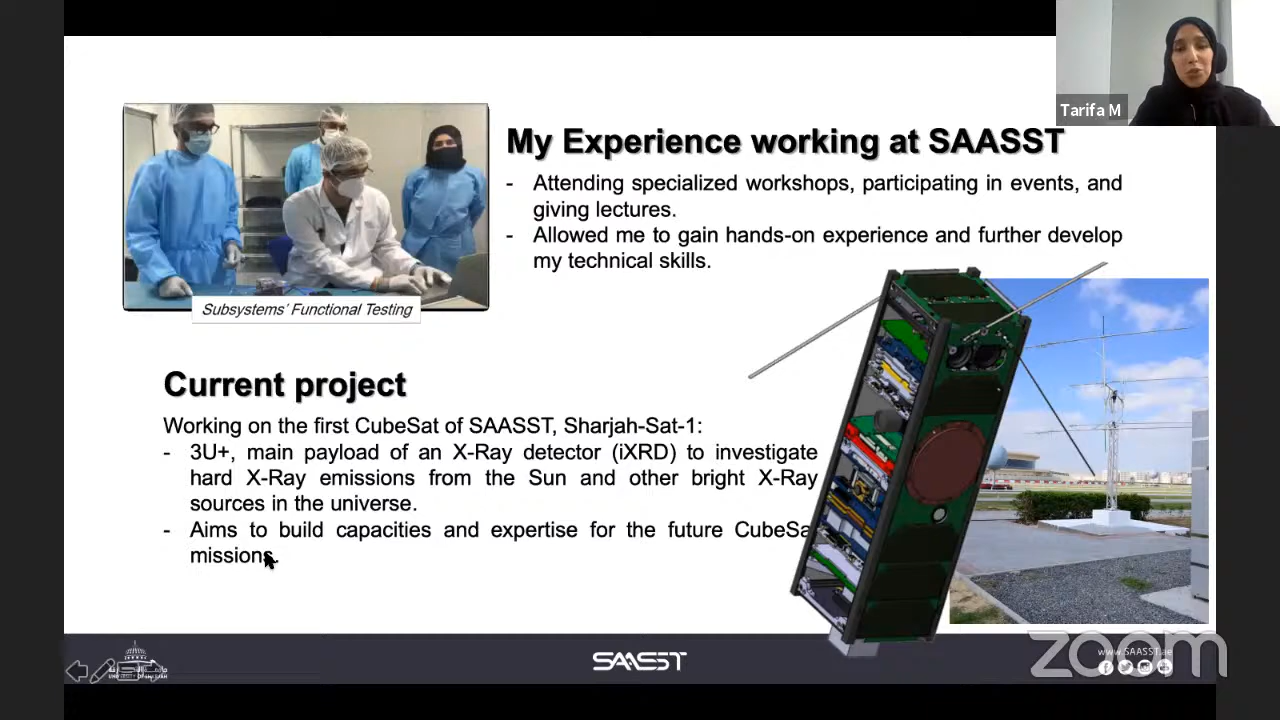 Tarifa M
My Experience working at SAASST
- Attending specialized workshops, participating in events, and
giving lectures.
- Allowed me to gain hands-on experience and further develop
my technical skills.
Subsystems' Functional Testing
Current project
Working on the first CubeSat of SAASST, Sharjah-Sat-1:
- 3U+, main payload of an X-Ray detector (iXRD) to investigate
hard X-Ray emissions from the Sun and other bright X-Ray
sources in the universe.
- Aims to build capacities and expertise for the future CubeSa
missions.
SAASST
www.SAASST.ae
zoom